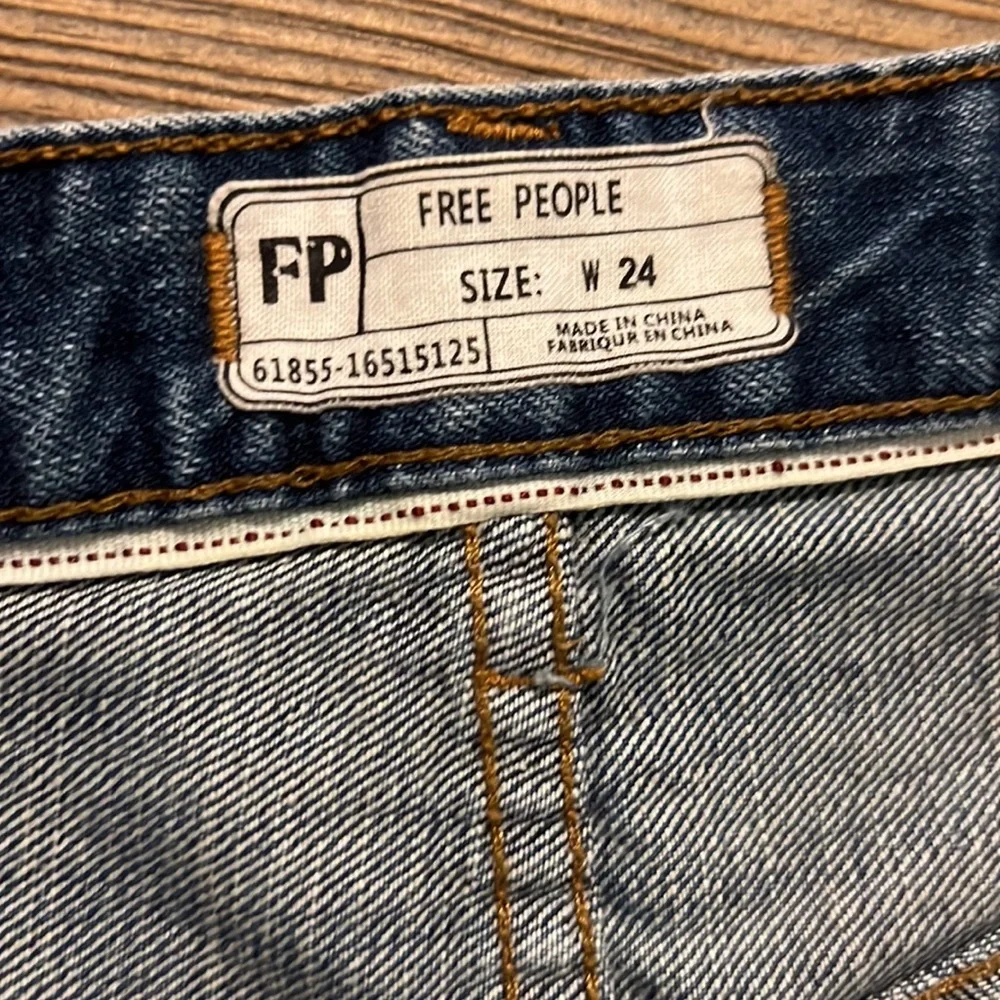 FREE PEOPLE
FP
SIZE: W 24
61855-16515125
MADE IN CHINA
FABRIQUR EN CHINA